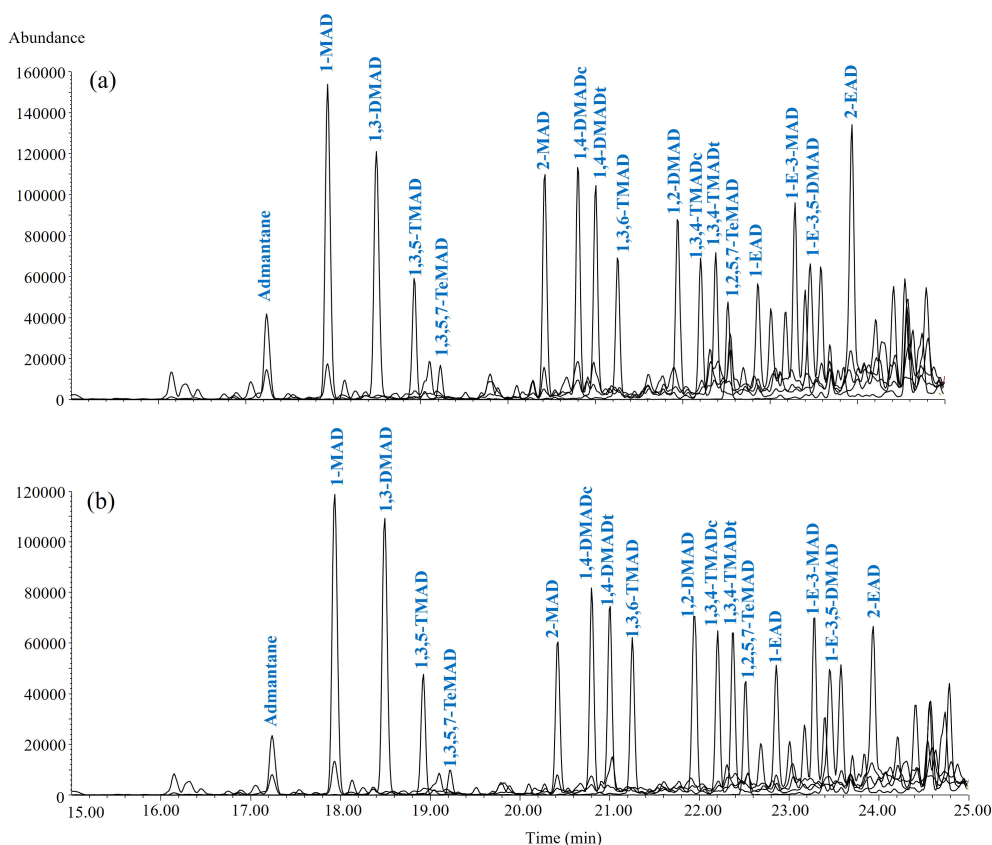 Abundance
(a)
160000
140000
120000
100000
80000
60000
40000
20000
0
Admantane
1-MAD
1,3-DMAD
1,3,5-TMAD
1,3,5,7-TeMAD
2-MAD
1,4-DMADc
1,4-DMADt
1,3,6-TMAD
1,2-DMAD
1,3,4-TMADc
1,3,4-TMADt
1,2,5,7-TeMAD
1-EAD
1-E-3-MAD
1-E-3,5-DMAD
2-EAD
(b)
120000
100000
80000
60000
40000
20000
0
Admantane
1-MAD
1,3-DMAD
1,3,5-TMAD
1,3,5,7-TeMAD
2-MAD
1,4-DMADc
1,4-DMADt
1,3,6-TMAD
1,2-DMAD
1,3,4-TMADc
1,3,4-TMADt
1,2,5,7-TeMAD
1-EAD
1-E-3-MAD
1-E-3,5-DMAD
2-EAD
15.00 16.00 17.00 18.00 19.00 20.00 21.00 22.00 23.00 24.00 25.00
Time (min)